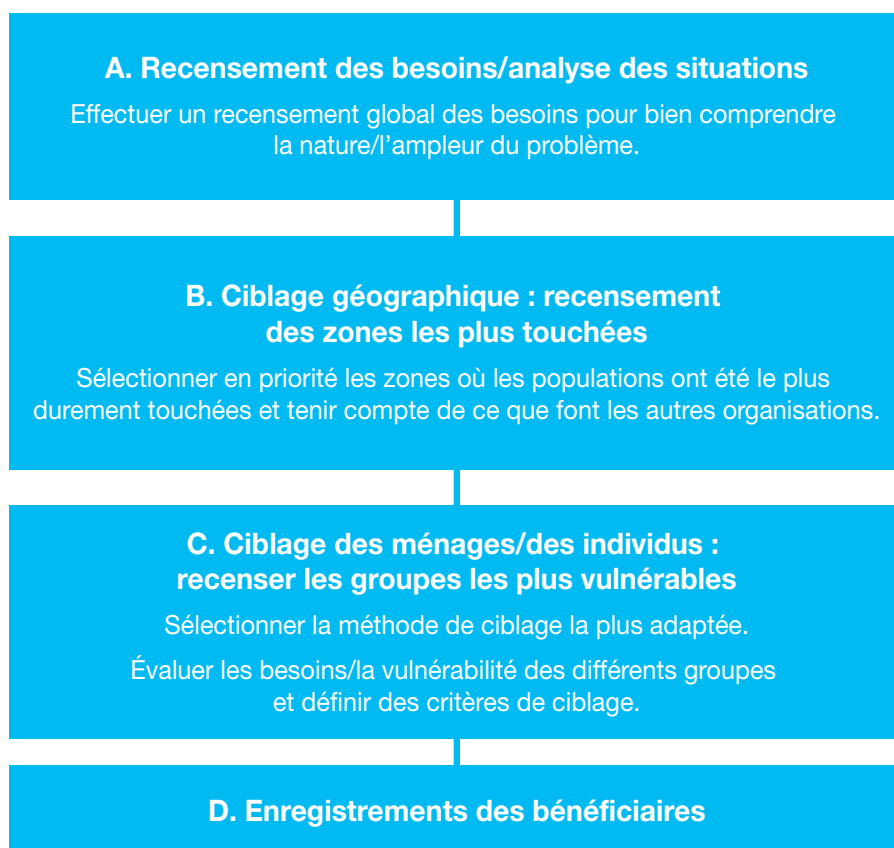 A. Recensement des besoins/analyse des situations
Effectuer un recensement global des besoins pour bien comprendre
la nature/l’ampleur du problème.
B. Ciblage géographique : recensement
des zones les plus touchées
Sélectionner en priorité les zones où les populations ont été le plus
durement touchées et tenir compte de ce que font les autres organisations.
C. Ciblage des ménages/des individus :
recenser les groupes les plus vulnérables
Sélectionner la méthode de ciblage la plus adaptée.
Évaluer les besoins/la vulnérabilité des différents groupes
et définir des critères de ciblage.
D. Enregistrements des bénéficiaires